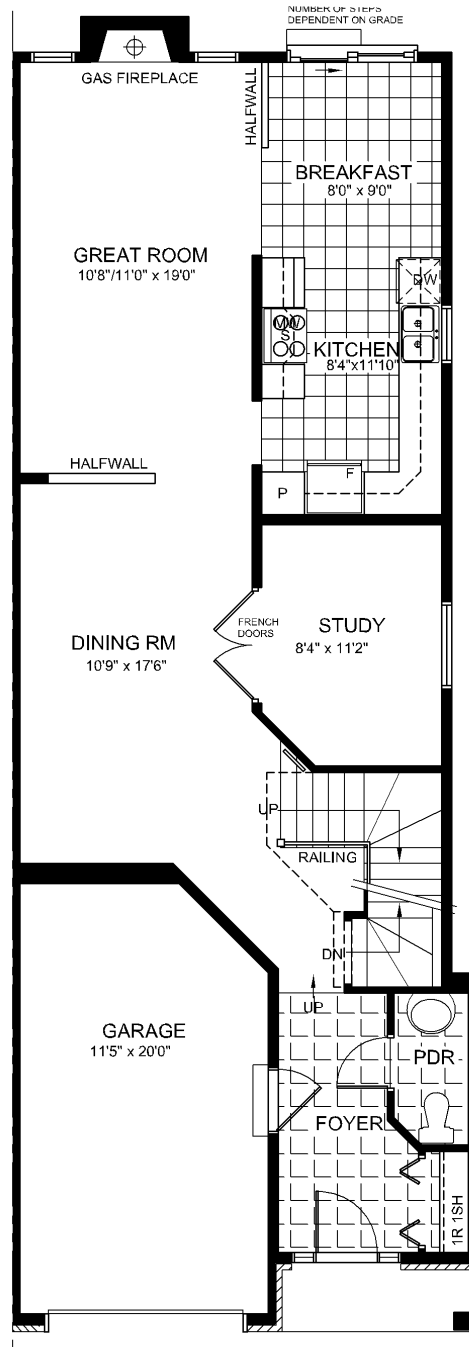 NUMBER OF STEPS
DEPENDENT ON GRADE
GAS FIREPLACE
HALFWALL
BREAKFAST
8'0" x 9'0"
GREAT ROOM
10'8"/11'0" x 19'0"
DW
MW
S
KITCHEN
8'4"x11'10"
HALFWALL
F
P
FRENCH
DOORS
STUDY
8'4" x 11'2"
DINING RM
10'9" x 17'6"
UP
RAILING
DN
UP
GARAGE
11'5" x 20'0"
PDR
FOYER
1R 1SH